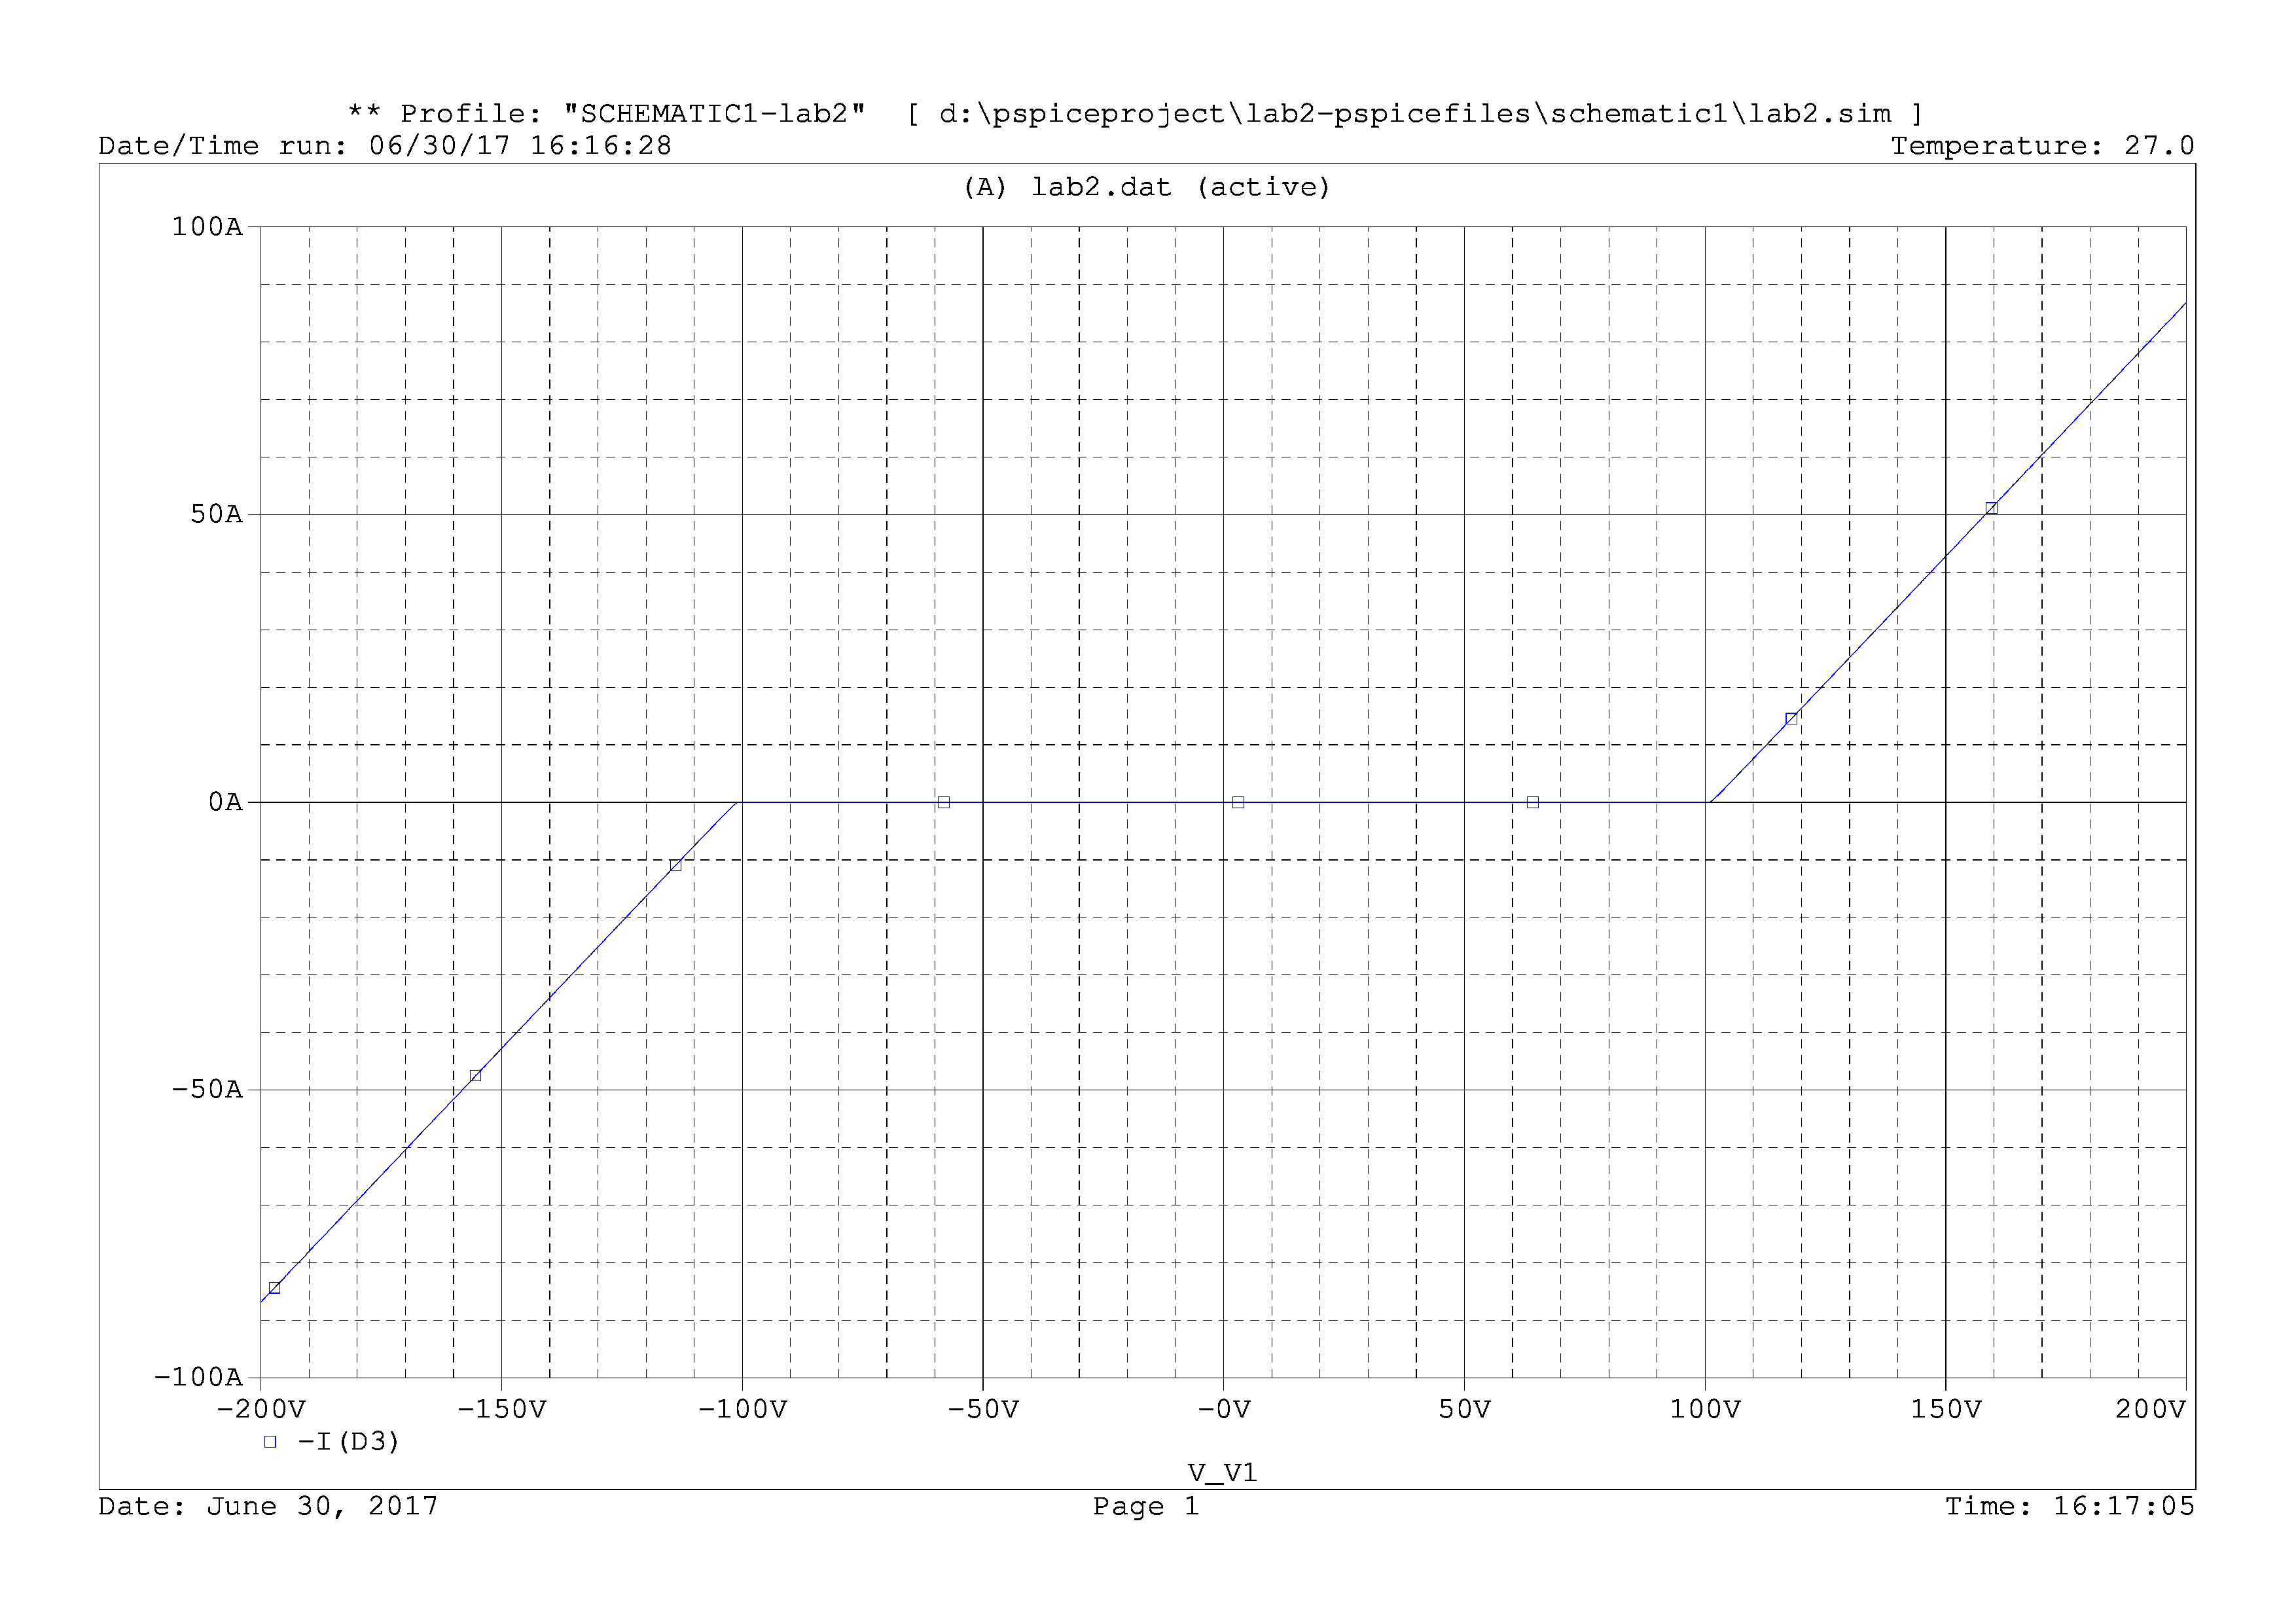 ** Profile: "SCHEMATIC1-lab2"  [ d:\pspiceproject\lab2-pspicefiles\schematic1\lab2.sim ]
Date/Time run: 06/30/17 16:16:28 Temperature: 27.0
(A) lab2.dat (active)
100A
50A
0A
-50A
-100A
-200V -150V -100V -50V -0V 50V 100V 150V 200V
-I(D3)
V_V1
Date: June 30, 2017 Page 1 Time: 16:17:05